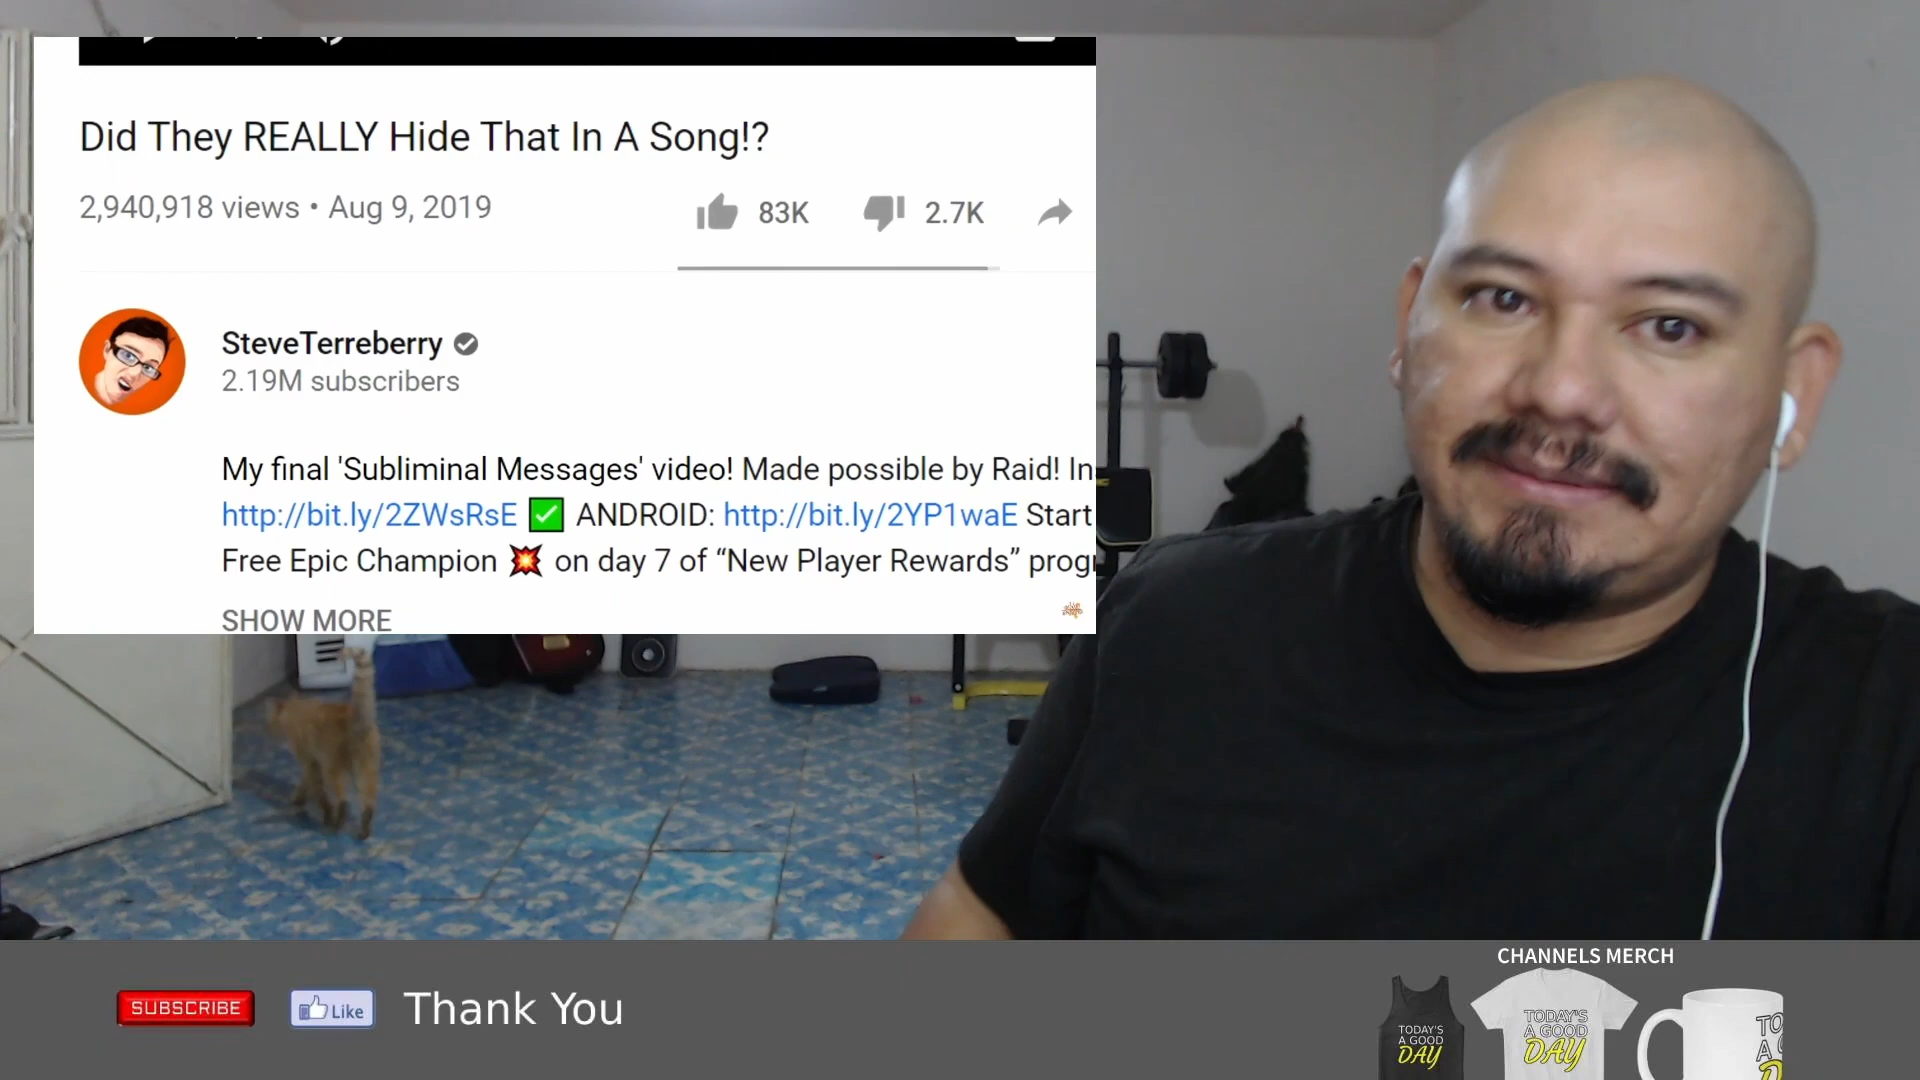 Did They REALLY Hide That In A Song!?
2,940,918 views • Aug 9, 2019
83K
2.7K
SteveTerreberry
2.19M subscribers
My final 'Subliminal Messages' video! Made possible by Raid! In
http://bit.ly/2ZWsRsE ✅ ANDROID: http://bit.ly/2YP1waE Start
Free Epic Champion 💥 on day 7 of “New Player Rewards” progr
SHOW MORE
CHANNELS MERCH
SUBSCRIBE
Like
Thank You
TODAY'S
A GOOD
DAY
TODAY'S
A GOOD
DAY